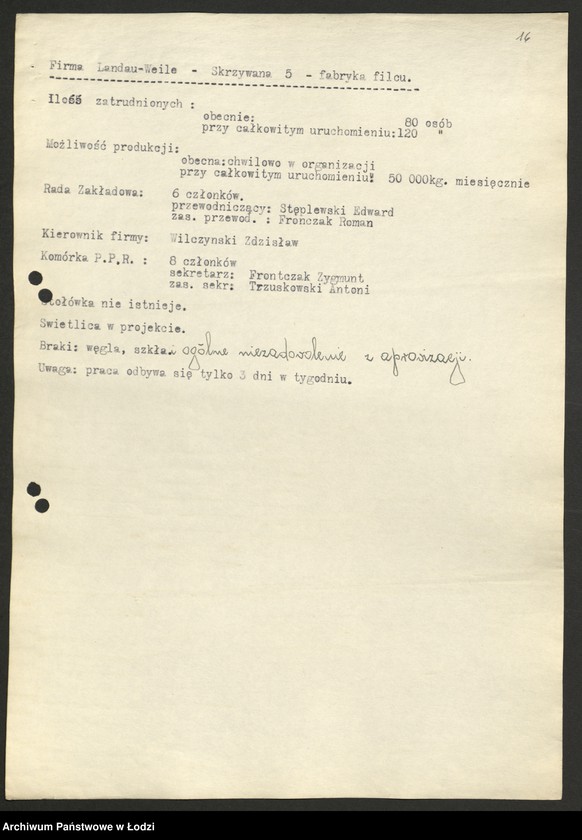 16
Firma Landau-Weile - Skrzywana 5 - fabryka filcu.
Ilość zatrudnionych :
obecnie: 80 osób
przy całkowitym uruchomieniu:120 "
Możliwość produkcji:
obecna:chwilowo w organizacji
przy całkowitym uruchomieniu: 50 000kg. miesięcznie
Rada Zakładowa: 6 członków.
przewodniczący: Stęplewski Edward
zas. przewod. : Frończak Roman
Kierownik firmy: Wilczynski Zdzisław
Komórka P.P.R. : 8 członków
sekretarz: Frontczak Zygmunt
zas. sekr: Trzuskowski Antoni
Stołówka nie istnieje.
Swietlica w projekcie.
Braki: węgla, szkła i ogólne niezadowolenie z aprowizacji.
Uwaga: praca odbywa się tylko 3 dni w tygodniu.
Archiwum Państwowe w Łodzi